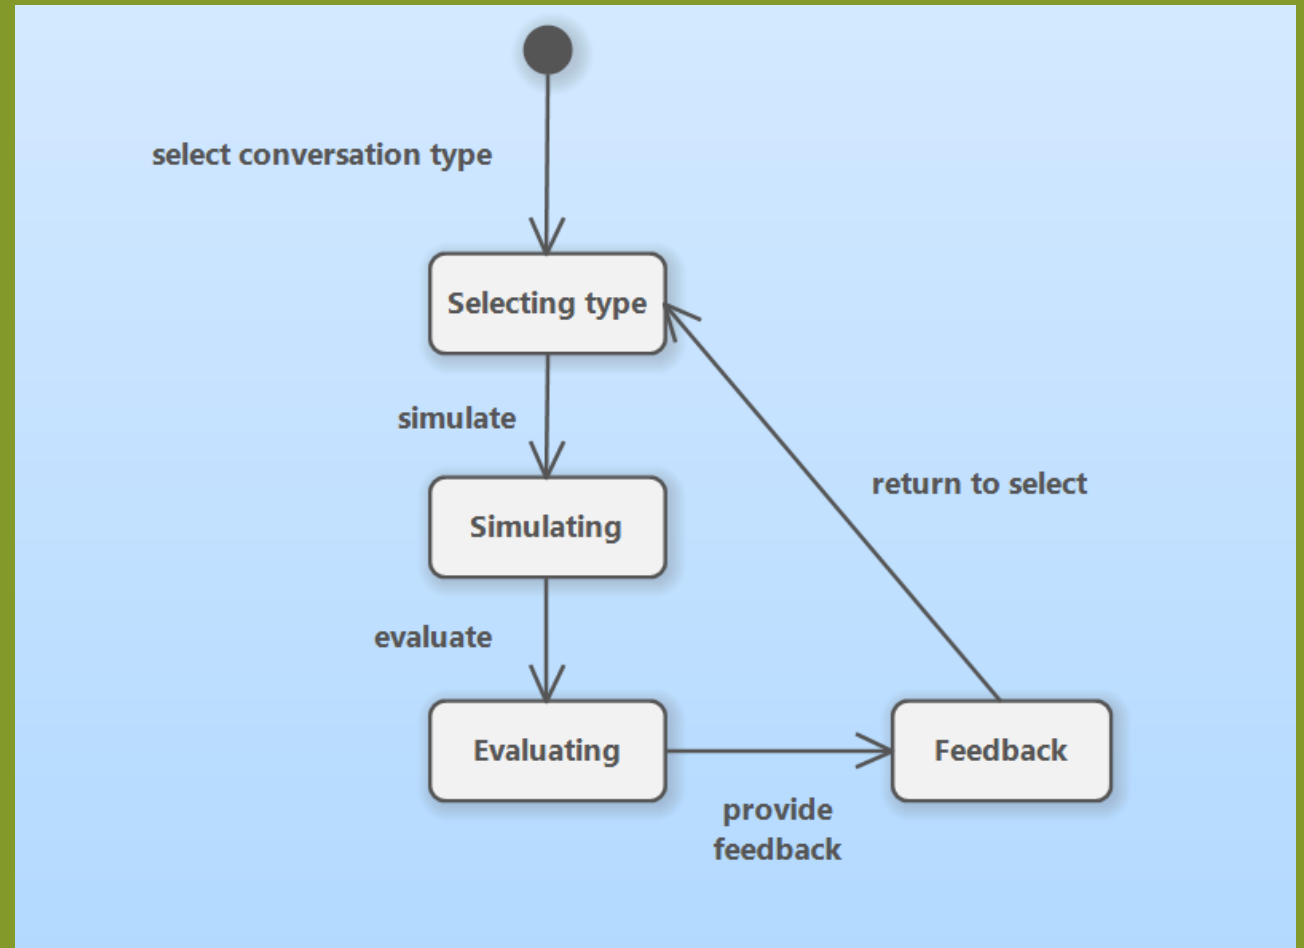 select conversation type
Selecting type
simulate
return to select
Simulating
evaluate
Evaluating
Feedback
provide
feedback